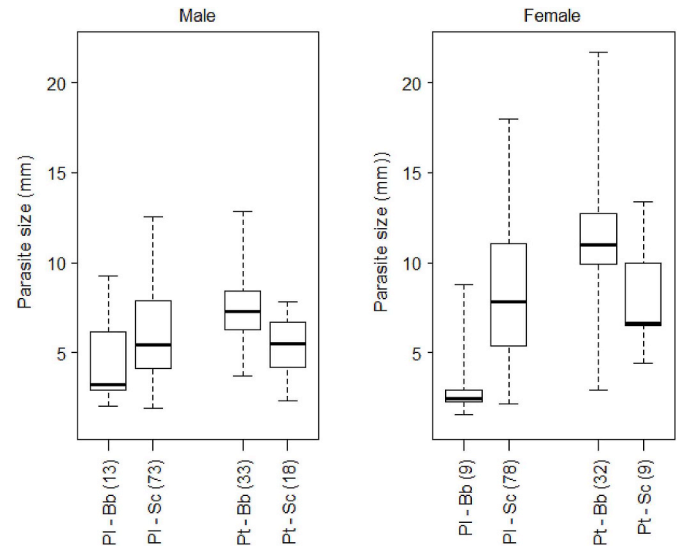 Male
Parasite size (mm)
20
15
10
5
Pl - Bb (13)
Pl - Sc (73)
Pt - Bb (33)
Pt - Sc (18)
Female
Parasite size (mm))
20
15
10
5
Pl - Bb (9)
Pl - Sc (78)
Pt - Bb (32)
Pt - Sc (9)